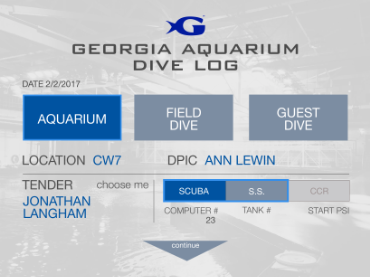 G
GEORGIA AQUARIUM
DIVE LOG
DATE 2/2/2017
AQUARIUM
FIELD
DIVE
GUEST
DIVE
LOCATION CW7
DPIC ANN LEWIN
TENDER choose me
JONATHAN
LANGHAM
SCUBA
S.S.
CCR
COMPUTER # TANK # START PSI
23
continue